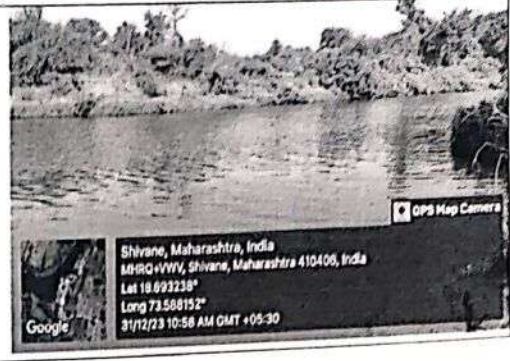 GPS Map Camera
Shivane, Maharashtra, India
MHRQ+VWV, Shivane, Maharashtra 410406, India
Lat 18.693238°
Long 73.588152°
31/12/23 10:58 AM GMT +05:30
Google